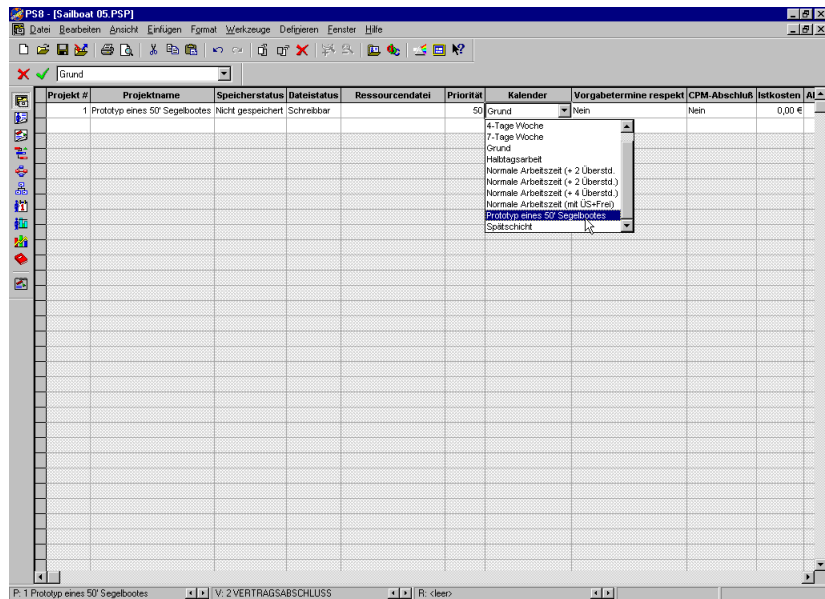 PS8 - [Sailboat 05.PSP]
Datei Bearbeiten Ansicht Einfügen Format Werkzeuge Definieren Fenster Hilfe
Grund
Projekt # Projektname Speicherstatus Dateistatus Ressourcendatei Priorität Kalender Vorgabetermine respekt CPM-Abschluß Istkosten
1 Prototyp eines 50' Segelbootes Nicht gespeichert Schreibbar 50 Grund Nein Nein 0,00 €
4-Tage Woche
7-Tage Woche
Grund
Halbtagsarbeit
Normale Arbeitszeit (+ 2 Überstd.
Normale Arbeitszeit (+ 2 Überstd.)
Normale Arbeitszeit (+ 4 Überstd.)
Normale Arbeitszeit (mit ÜS+Frei)
Prototyp eines 50' Segelbootes
Spätschicht
P: 1 Prototyp eines 50' Segelbootes V: 2 VERTRAGSABSCHLUSS R: <leer>